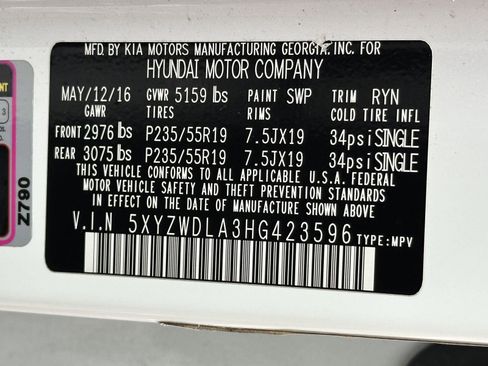 MFD. BY KIA MOTORS MANUFACTURING GEORGIA, INC. FOR
HYUNDAI MOTOR COMPANY
MAY/12/16 GVWR 5159 lbs PAINT SWP TRIM RYN
GAWR TIRES RIMS COLD TIRE INFL
FRONT 2976 lbs P235/55R19 7.5JX19 34psi SINGLE
REAR 3075 lbs P235/55R19 7.5JX19 34psi SINGLE
THIS VEHICLE CONFORMS TO ALL APPLICABLE U.S.A. FEDERAL
MOTOR VEHICLE SAFETY AND THEFT PREVENTION STANDARDS
IN EFFECT ON THE DATE OF MANUFACTURE SHOWN ABOVE.
V.I.N 5XYZWDLA3HG423596 TYPE:MPV
Z790
3